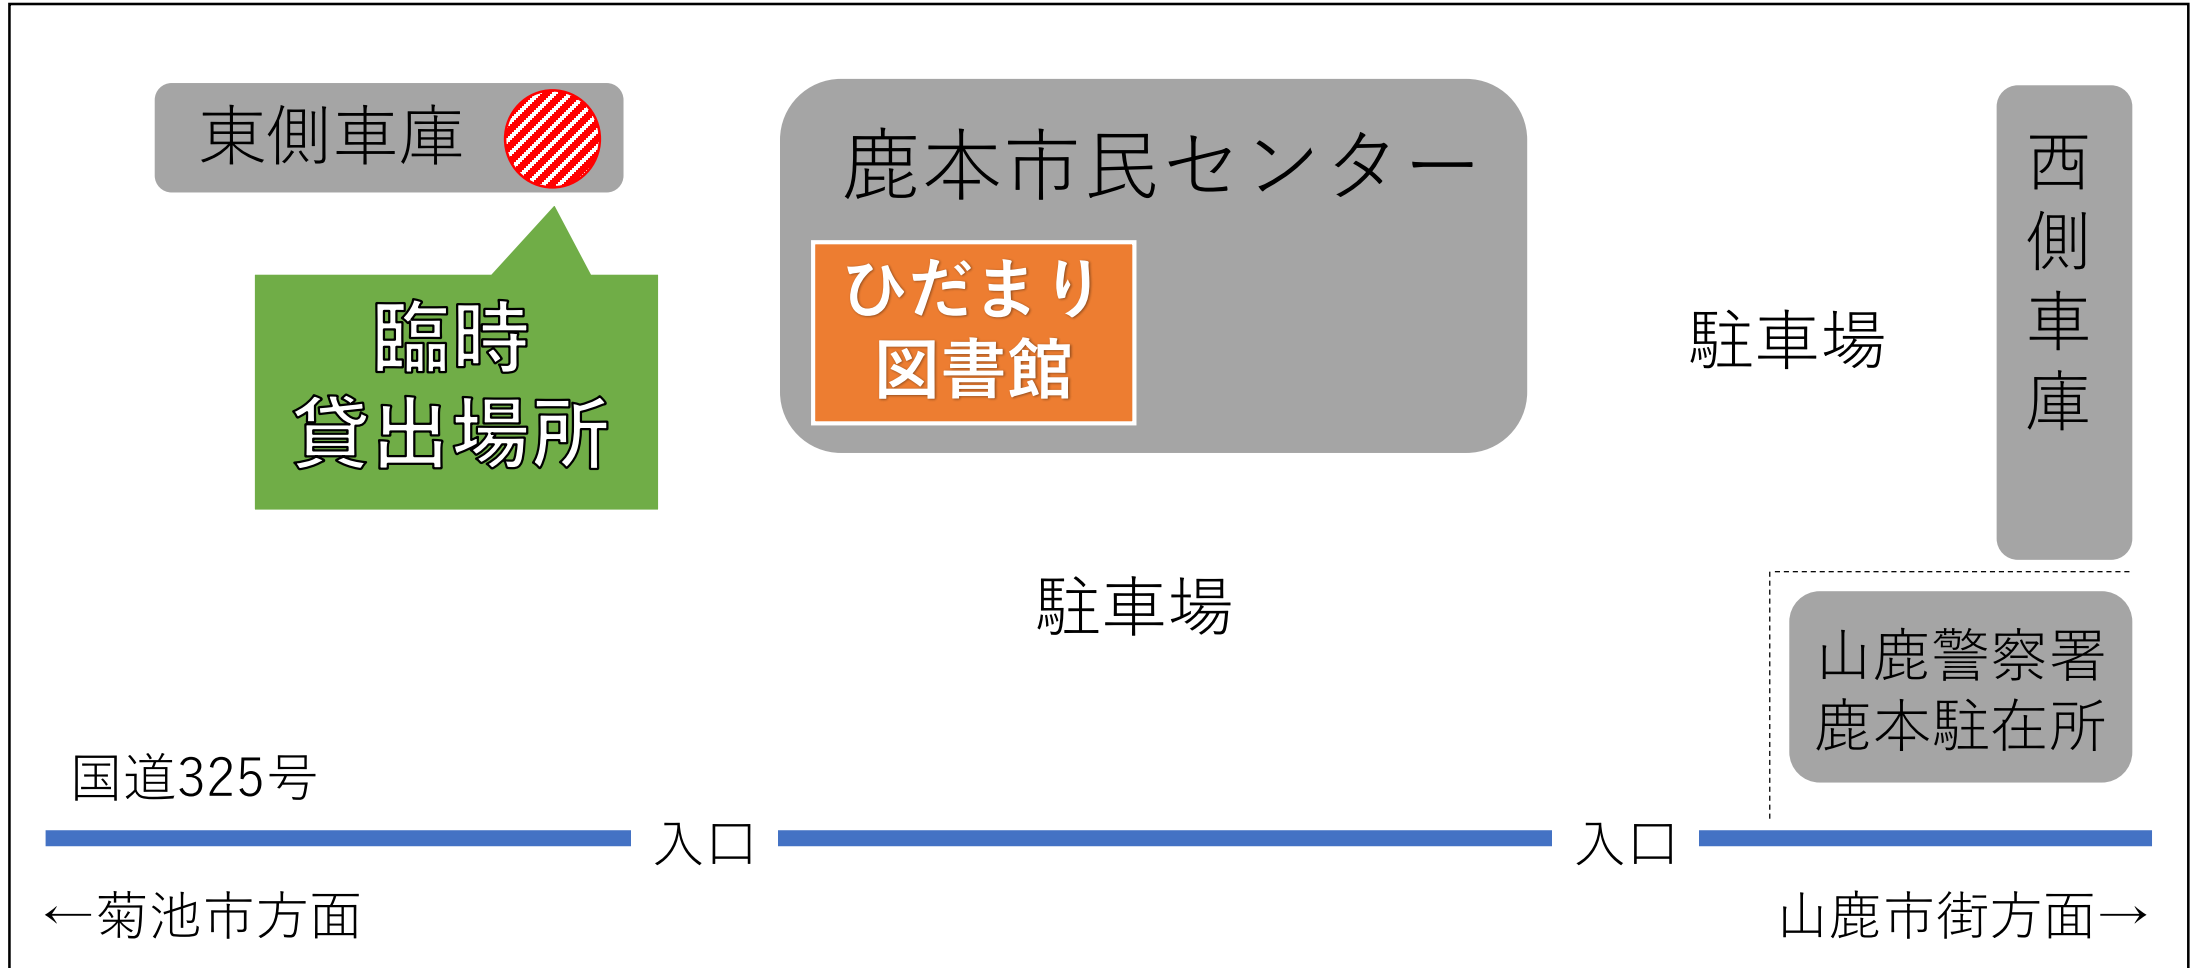 東側車庫
臨時
貸出場所
鹿本市民センター
ひだまり
図書館
駐車場
西側車庫
駐車場
山鹿警察署
鹿本駐在所
国道325号
入口
入口
←菊池市方面
山鹿市街方面→